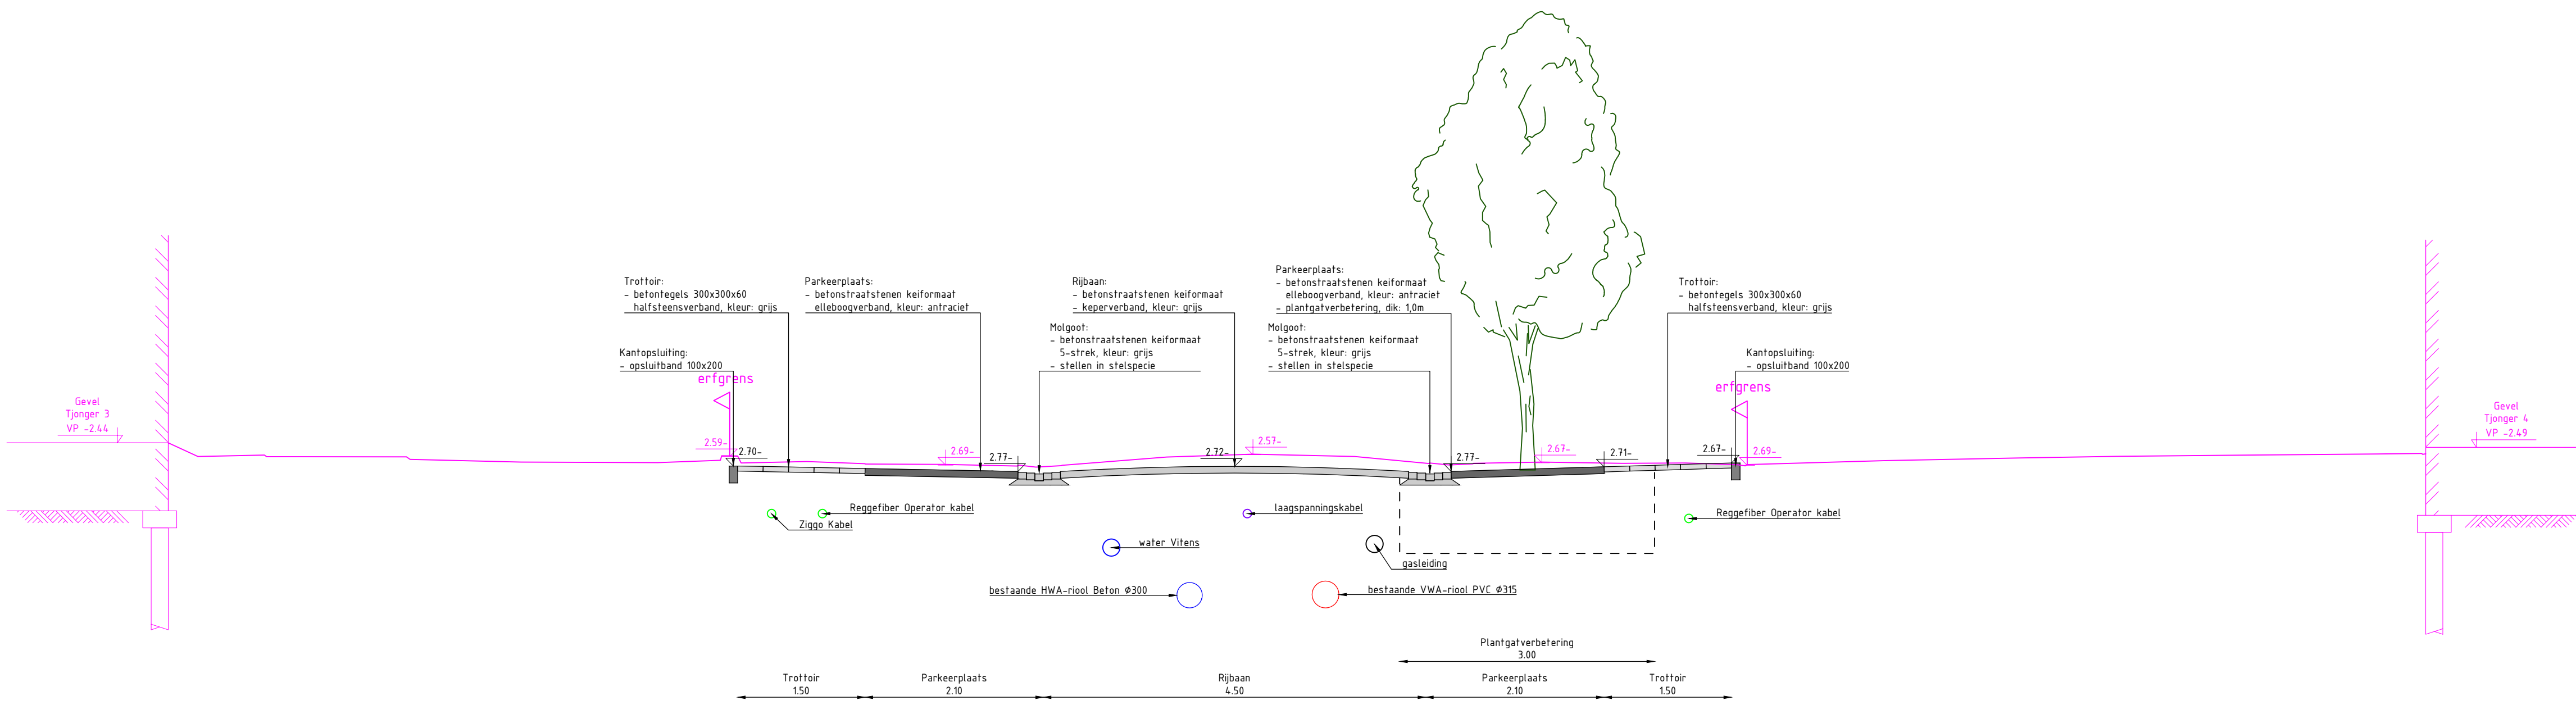 Trottoir:
- betontegels 300x300x60
halfsteensverband, kleur: grijs
Parkeerplaats:
- betonstraatstenen keiformaat
elleboogverband, kleur: antraciet
Rijbaan:
- betonstraatstenen keiformaat
- keperverband, kleur: grijs
Parkeerplaats:
- betonstraatstenen keiformaat
elleboogverband, kleur: antraciet
- plantgatverbetering, dik: 1,0m
Trottoir:
- betontegels 300x300x60
halfsteensverband, kleur: grijs
Molgoot:
- betonstraatstenen keiformaat
5-strek, kleur: grijs
- stellen in stelspecie
Molgoot:
- betonstraatstenen keiformaat
5-strek, kleur: grijs
- stellen in stelspecie
Kantopsluiting:
- opsluitband 100x200
Kantopsluiting:
- opsluitband 100x200
erfgrens
erfgrens
Gevel
Tjonger 3
VP -2.44
Gevel
Tjonger 4
VP -2.49
2.59-
2.70-
2.69-
2.77-
2.72-
2.57-
2.77-
2.67-
2.71-
2.67-
2.69-
Reggefiber Operator kabel
Ziggo Kabel
laagspanningskabel
Reggefiber Operator kabel
water Vitens
gasleiding
bestaande HWA-riool Beton Ø300
bestaande VWA-riool PVC Ø315
Plantgatverbetering
3.00
Trottoir
1.50
Parkeerplaats
2.10
Rijbaan
4.50
Parkeerplaats
2.10
Trottoir
1.50